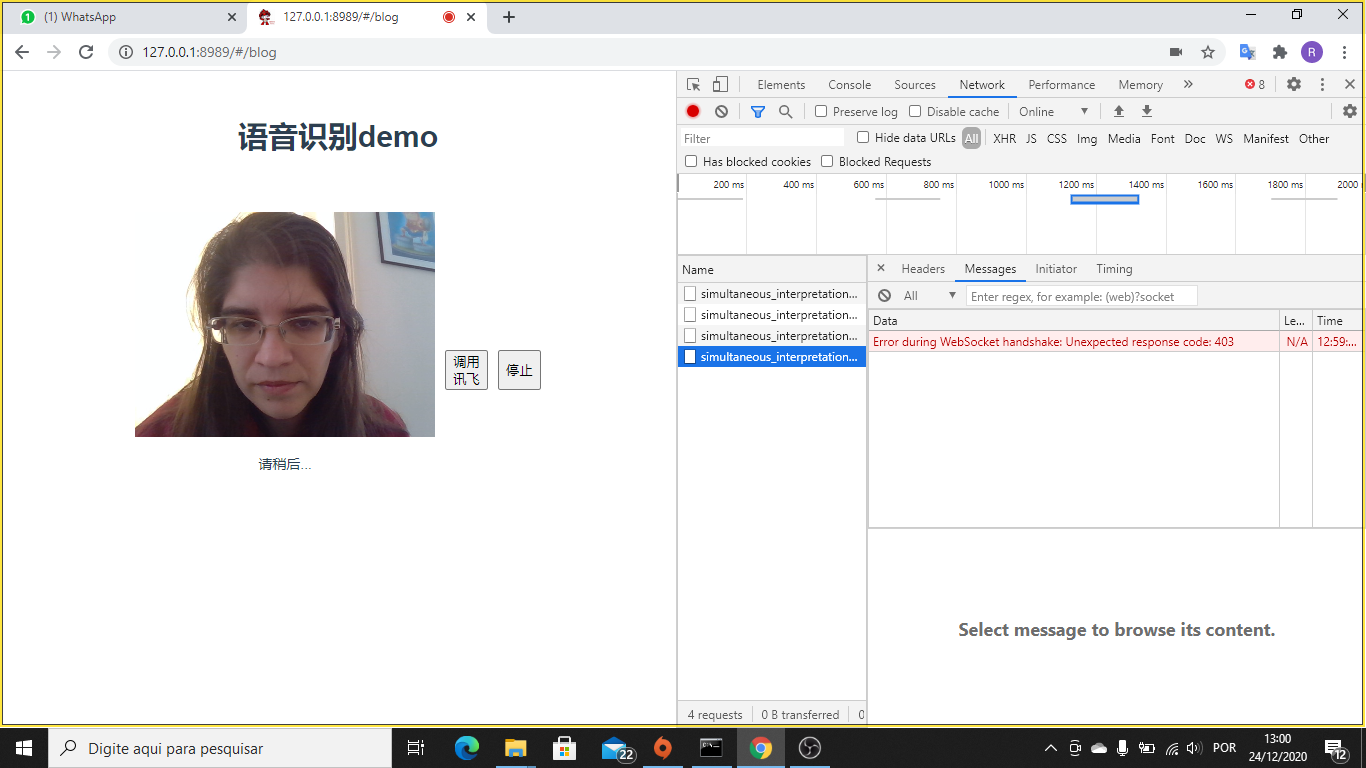 (1) WhatsApp
127.0.0.1:8989/#/blog
127.0.0.1:8989/#/blog
R
语音识别demo
调用
讯飞
停止
请稍后...
Elements Console Sources Network Performance Memory
8
Preserve log Disable cache Online
Filter
Hide data URLs All XHR JS CSS Img Media Font Doc WS Manifest Other
Has blocked cookies Blocked Requests
200 ms 400 ms 600 ms 800 ms 1000 ms 1200 ms 1400 ms 1600 ms 1800 ms 2000
Name
simultaneous_interpretation...
simultaneous_interpretation...
simultaneous_interpretation...
simultaneous_interpretation...
4 requests 0 B transferred 0
Headers Messages Initiator Timing
All Enter regex, for example: (web)?socket
Data Le... Time
Error during WebSocket handshake: Unexpected response code: 403 N/A 12:59:...
Select message to browse its content.
Digite aqui para pesquisar
22
POR
13:00
24/12/2020
12